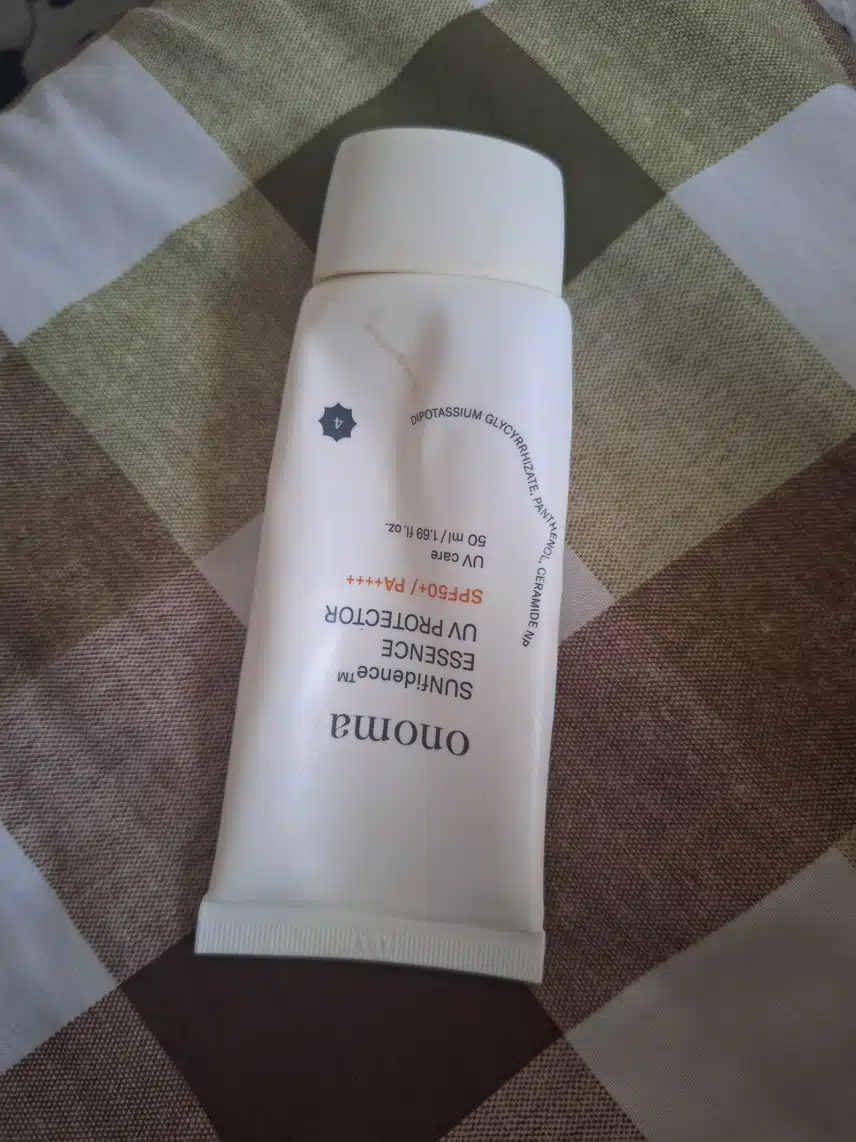 onoma
SUNfidence™
ESSENCE
UV PROTECTOR
SPF50+/ PA++++
UV care
50 ml / 1.69 fl. oz.
DIPOTASSIUM GLYCYRRHIZATE, PANTHENOL, CERAMIDE NP
4